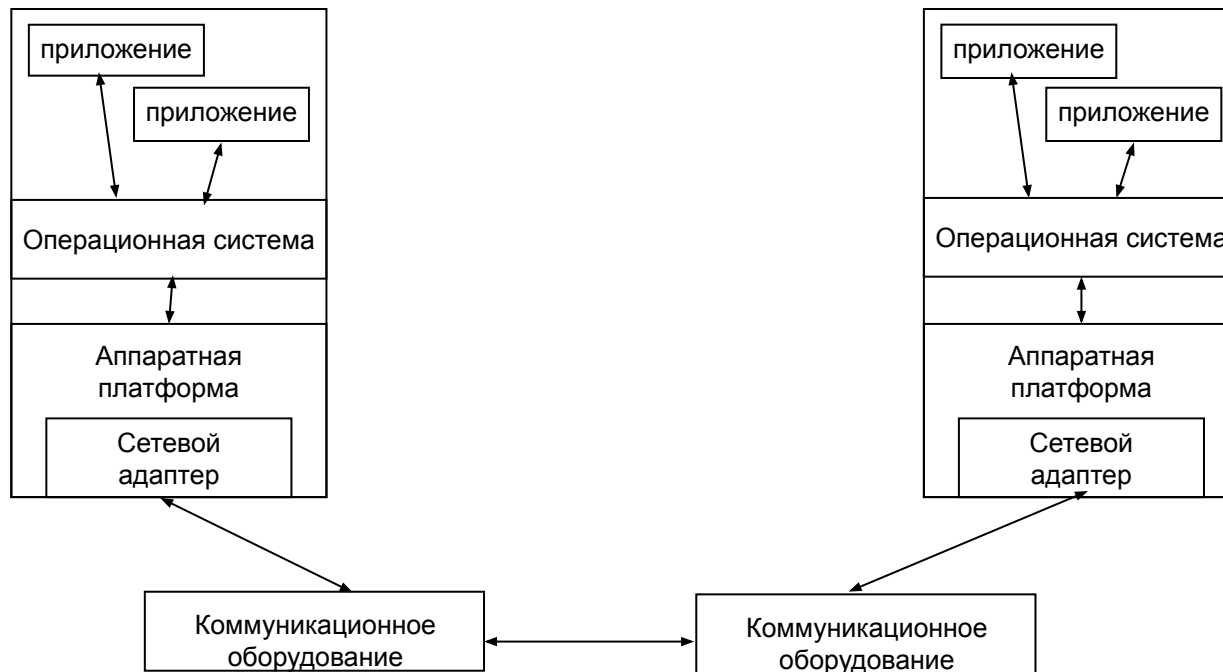 приложение
приложение
Операционная система
Аппаратная
платформа
Сетевой
адаптер
приложение
приложение
Операционная система
Аппаратная
платформа
Сетевой
адаптер
Коммуникационное
оборудование
Коммуникационное
оборудование